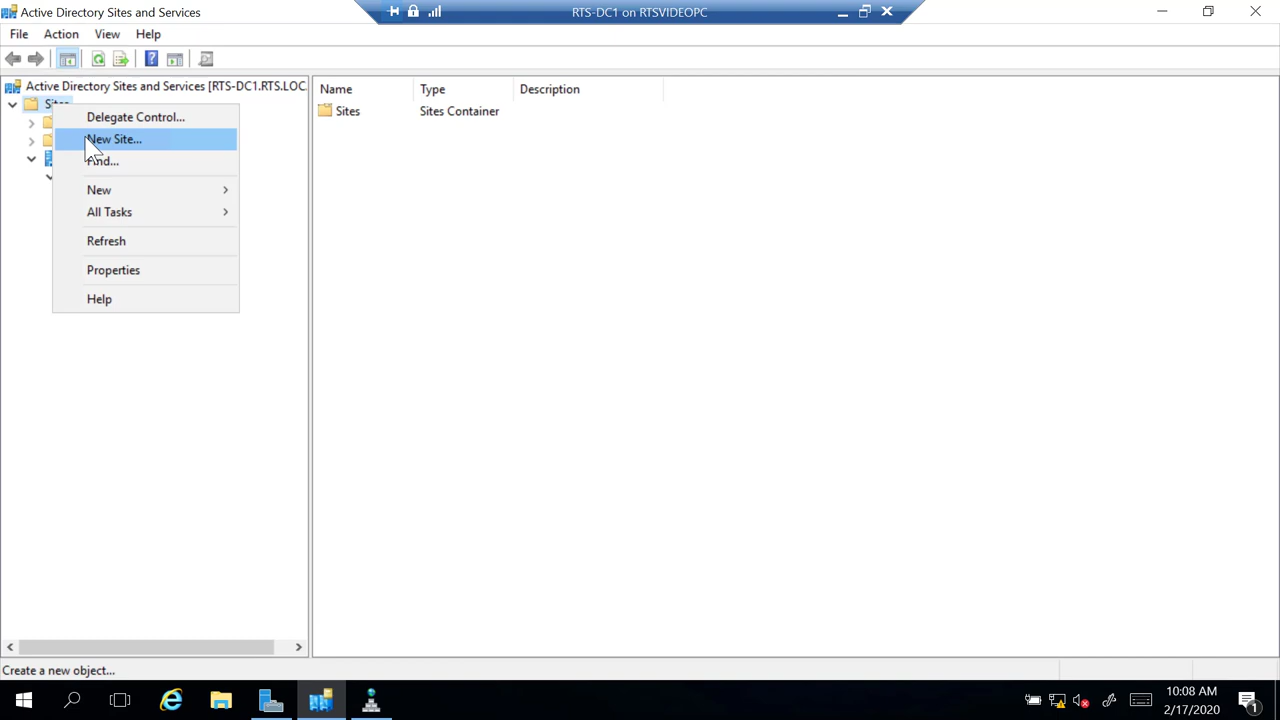 Active Directory Sites and Services
RTS-DC1 on RTSVIDEOPC
File Action View Help
Active Directory Sites and Services [RTS-DC1.RTS.LOC
Name Type Description
Sites Sites Container
Delegate Control...
New Site...
Find...
New
All Tasks
Refresh
Properties
Help
Create a new object...
10:08 AM
2/17/2020
1